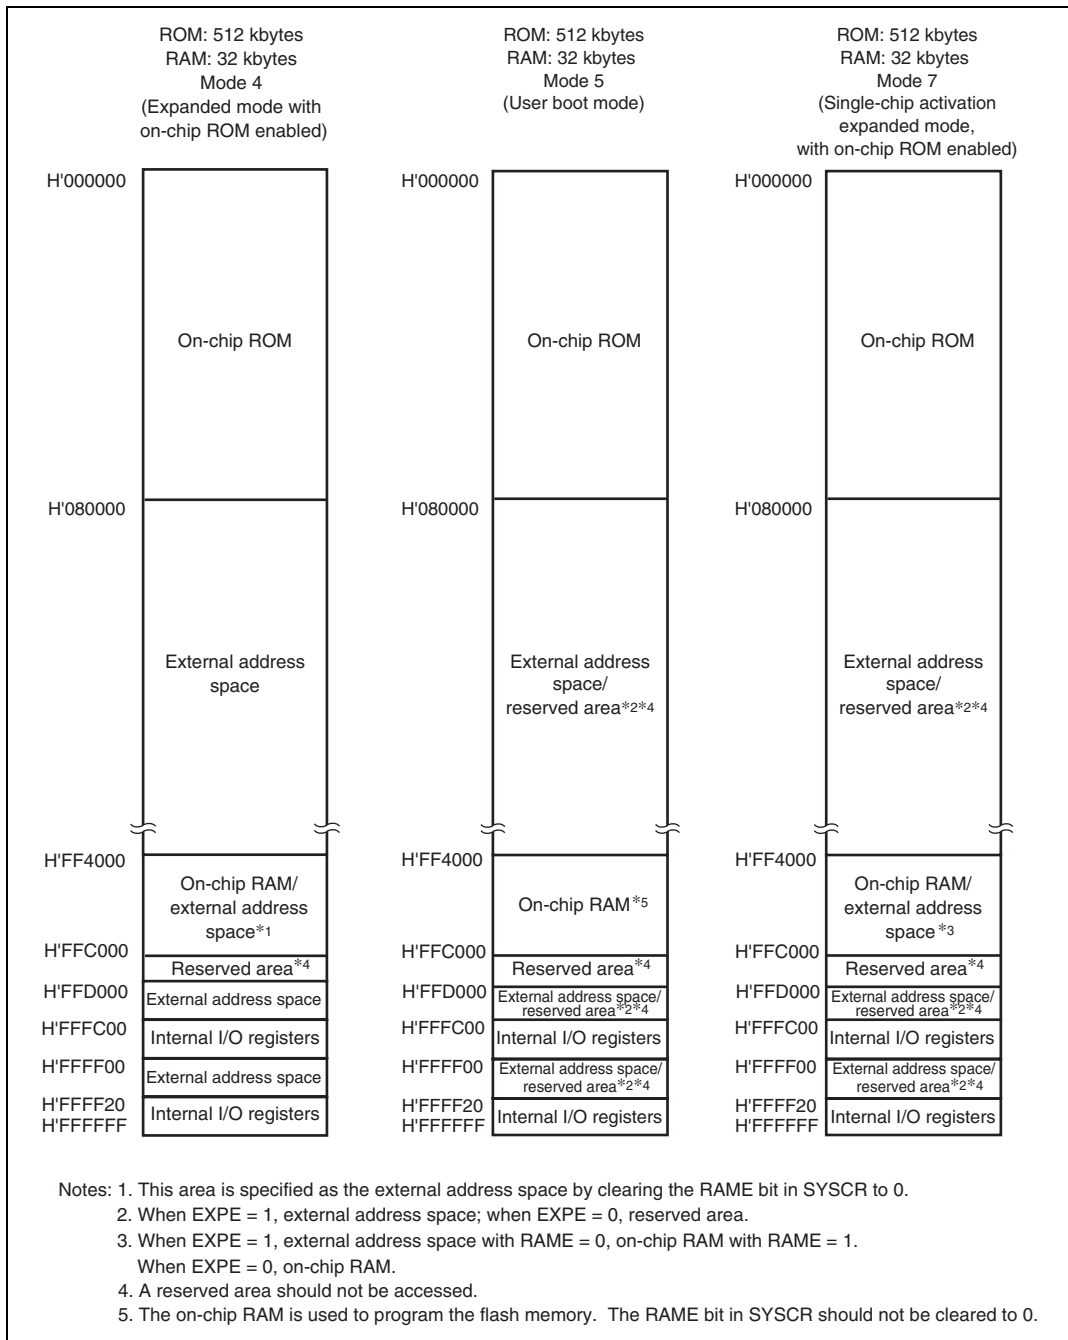 ROM: 512 kbytes
RAM: 32 kbytes
Mode 4
(Expanded mode with
on-chip ROM enabled)
H'000000
On-chip ROM
H'080000
External address
space
H'FF4000
On-chip RAM/
external address
space*1
H'FFC000
Reserved area*4
H'FFD000
External address space
H'FFFC00
Internal I/O registers
H'FFFF00
External address space
H'FFFF20
Internal I/O registers
H'FFFFFF
ROM: 512 kbytes
RAM: 32 kbytes
Mode 5
(User boot mode)
H'000000
On-chip ROM
H'080000
External address
space/
reserved area*2*4
H'FF4000
On-chip RAM*5
H'FFC000
Reserved area*4
H'FFD000
External address space/
reserved area*2*4
H'FFFC00
Internal I/O registers
H'FFFF00
External address space/
reserved area*2*4
H'FFFF20
Internal I/O registers
H'FFFFFF
ROM: 512 kbytes
RAM: 32 kbytes
Mode 7
(Single-chip activation
expanded mode,
with on-chip ROM enabled)
H'000000
On-chip ROM
H'080000
External address
space/
reserved area*2*4
H'FF4000
On-chip RAM/
external address
space*3
H'FFC000
Reserved area*4
H'FFD000
External address space/
reserved area*2*4
H'FFFC00
Internal I/O registers
H'FFFF00
External address space/
reserved area*2*4
H'FFFF20
Internal I/O registers
H'FFFFFF
Notes: 1. This area is specified as the external address space by clearing the RAME bit in SYSCR to 0.
2. When EXPE = 1, external address space; when EXPE = 0, reserved area.
3. When EXPE = 1, external address space with RAME = 0, on-chip RAM with RAME = 1.
When EXPE = 0, on-chip RAM.
4. A reserved area should not be accessed.
5. The on-chip RAM is used to program the flash memory. The RAME bit in SYSCR should not be cleared to 0.